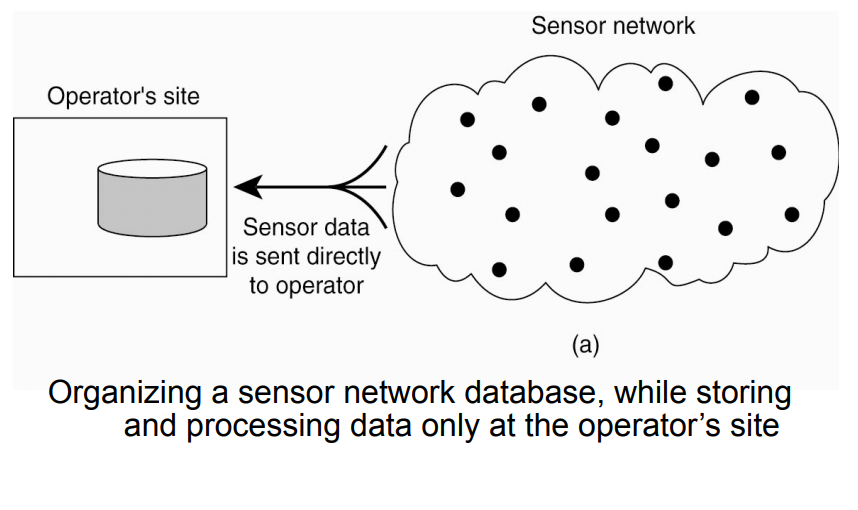 Sensor network
Operator's site
Sensor data
is sent directly
to operator
(a)
Organizing a sensor network database, while storing
and processing data only at the operator’s site